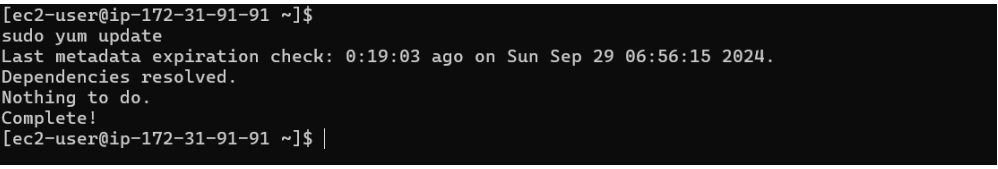 [ec2-user@ip-172-31-91-91 ~]$
sudo yum update
Last metadata expiration check: 0:19:03 ago on Sun Sep 29 06:56:15 2024.
Dependencies resolved.
Nothing to do.
Complete!
[ec2-user@ip-172-31-91-91 ~]$